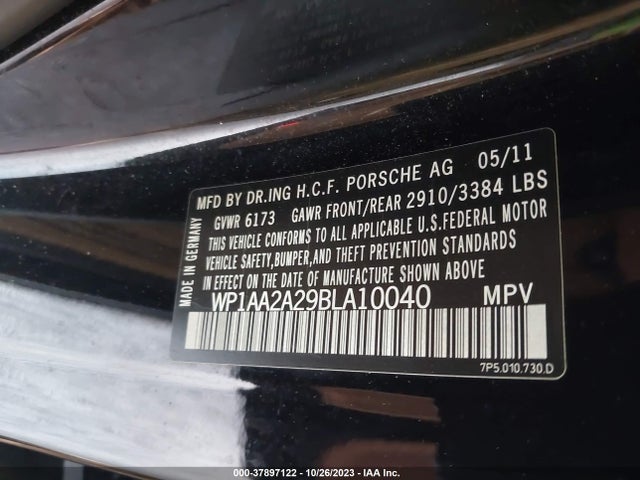 MFD BY DR.ING H.C.F. PORSCHE AG 05/11
GVWR 6173 GAWR FRONT/REAR 2910/3384 LBS
THIS VEHICLE CONFORMS TO ALL APPLICABLE U.S.FEDERAL MOTOR
VEHICLE SAFETY,BUMPER,AND THEFT PREVENTION STANDARDS
IN EFFECT ON THE DATE OF MANUFACTURE SHOWN ABOVE
MADE IN GERMANY
WP1AA2A29BLA10040 MPV
7P5.010.730.D
000-37897122 - 10/26/2023 - IAA Inc.